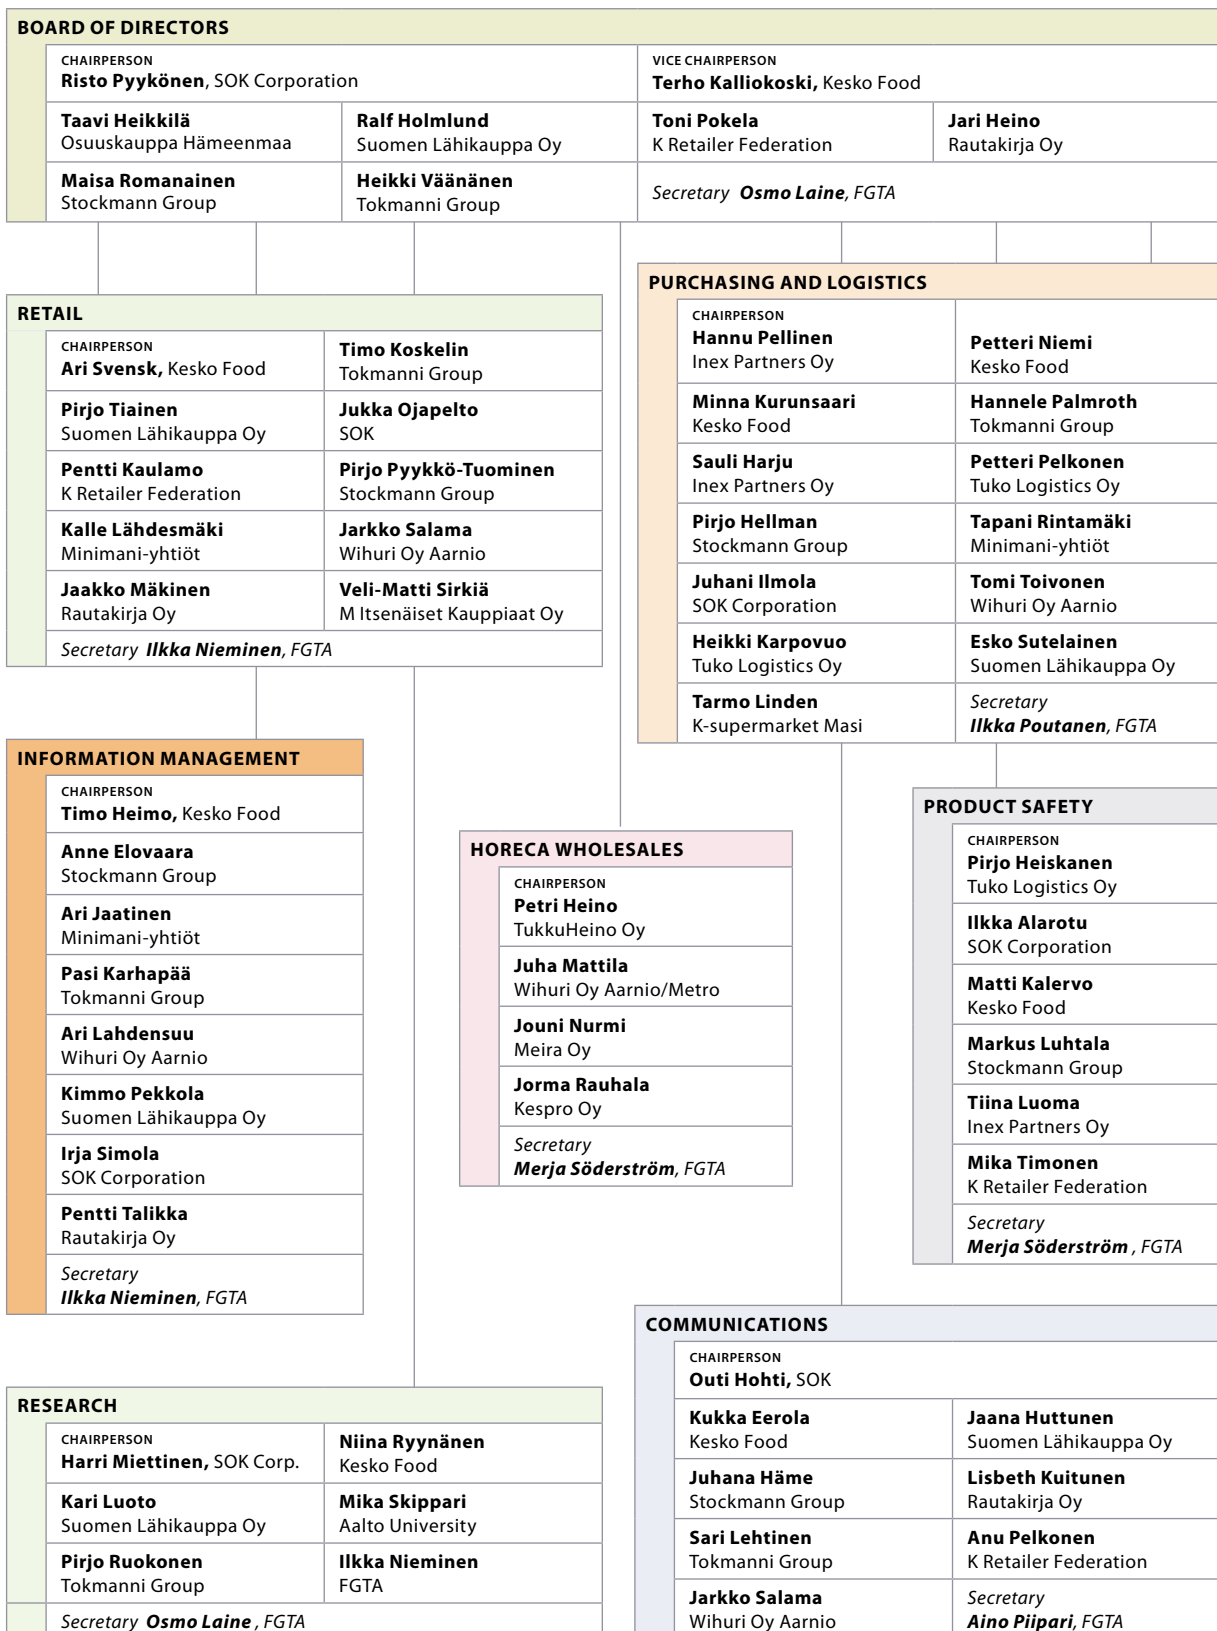 BOARD OF DIRECTORS
CHAIRPERSON
Risto Pyykönen, SOK Corporation
VICE CHAIRPERSON
Terho Kalliokoski, Kesko Food
Taavi Heikkilä
Osuuskauppa Hämeenmaa
Ralf Holmlund
Suomen Lähikauppa Oy
Toni Pokela
K Retailer Federation
Jari Heino
Rautakirja Oy
Maisa Romanainen
Stockmann Group
Heikki Väänänen
Tokmanni Group
Secretary Osmo Laine, FGTA
RETAIL
CHAIRPERSON
Ari Svensk, Kesko Food
Timo Koskelin
Tokmanni Group
Pirjo Tiainen
Suomen Lähikauppa Oy
Jukka Ojapelto
SOK
Pentti Kaulamo
K Retailer Federation
Pirjo Pyykkö-Tuominen
Stockmann Group
Kalle Lähdesmäki
Minimani-yhtiöt
Jarkko Salama
Wihuri Oy Aarnio
Jaakko Mäkinen
Rautakirja Oy
Veli-Matti Sirkiä
M Itsenäiset Kauppiaat Oy
Secretary Ilkka Nieminen, FGTA
PURCHASING AND LOGISTICS
CHAIRPERSON
Hannu Pellinen
Inex Partners Oy
Petteri Niemi
Kesko Food
Minna Kurunsaari
Kesko Food
Hannele Palmroth
Tokmanni Group
Sauli Harju
Inex Partners Oy
Petteri Pelkonen
Tuko Logistics Oy
Pirjo Hellman
Stockmann Group
Tapani Rintamäki
Minimani-yhtiöt
Juhani Ilmola
SOK Corporation
Tomi Toivonen
Wihuri Oy Aarnio
Heikki Karpovuo
Tuko Logistics Oy
Esko Sutelainen
Suomen Lähikauppa Oy
Tarmo Linden
K-supermarket Masi
Secretary
Ilkka Poutanen, FGTA
INFORMATION MANAGEMENT
CHAIRPERSON
Timo Heimo, Kesko Food
Anne Elovaara
Stockmann Group
Ari Jaatinen
Minimani-yhtiöt
Pasi Karhapää
Tokmanni Group
Ari Lahdensuu
Wihuri Oy Aarnio
Kimmo Pekkola
Suomen Lähikauppa Oy
Irja Simola
SOK Corporation
Pentti Talikka
Rautakirja Oy
Secretary
Ilkka Nieminen, FGTA
HORECA WHOLESALES
CHAIRPERSON
Petri Heino
TukkuHeino Oy
Juha Mattila
Wihuri Oy Aarnio/Metro
Jouni Nurmi
Meira Oy
Jorma Rauhala
Kespro Oy
Secretary
Merja Söderström, FGTA
PRODUCT SAFETY
CHAIRPERSON
Pirjo Heiskanen
Tuko Logistics Oy
Ilkka Alarotu
SOK Corporation
Matti Kalervo
Kesko Food
Markus Luhtala
Stockmann Group
Tiina Luoma
Inex Partners Oy
Mika Timonen
K Retailer Federation
Secretary
Merja Söderström , FGTA
RESEARCH
CHAIRPERSON
Harri Miettinen, SOK Corp.
Niina Ryynänen
Kesko Food
Kari Luoto
Suomen Lähikauppa Oy
Mika Skippari
Aalto University
Pirjo Ruokonen
Tokmanni Group
Ilkka Nieminen
FGTA
Secretary Osmo Laine , FGTA
COMMUNICATIONS
CHAIRPERSON
Outi Hohti, SOK
Kukka Eerola
Kesko Food
Jaana Huttunen
Suomen Lähikauppa Oy
Juhana Häme
Stockmann Group
Lisbeth Kuitunen
Rautakirja Oy
Sari Lehtinen
Tokmanni Group
Anu Pelkonen
K Retailer Federation
Jarkko Salama
Wihuri Oy Aarnio
Secretary
Aino Piipari, FGTA